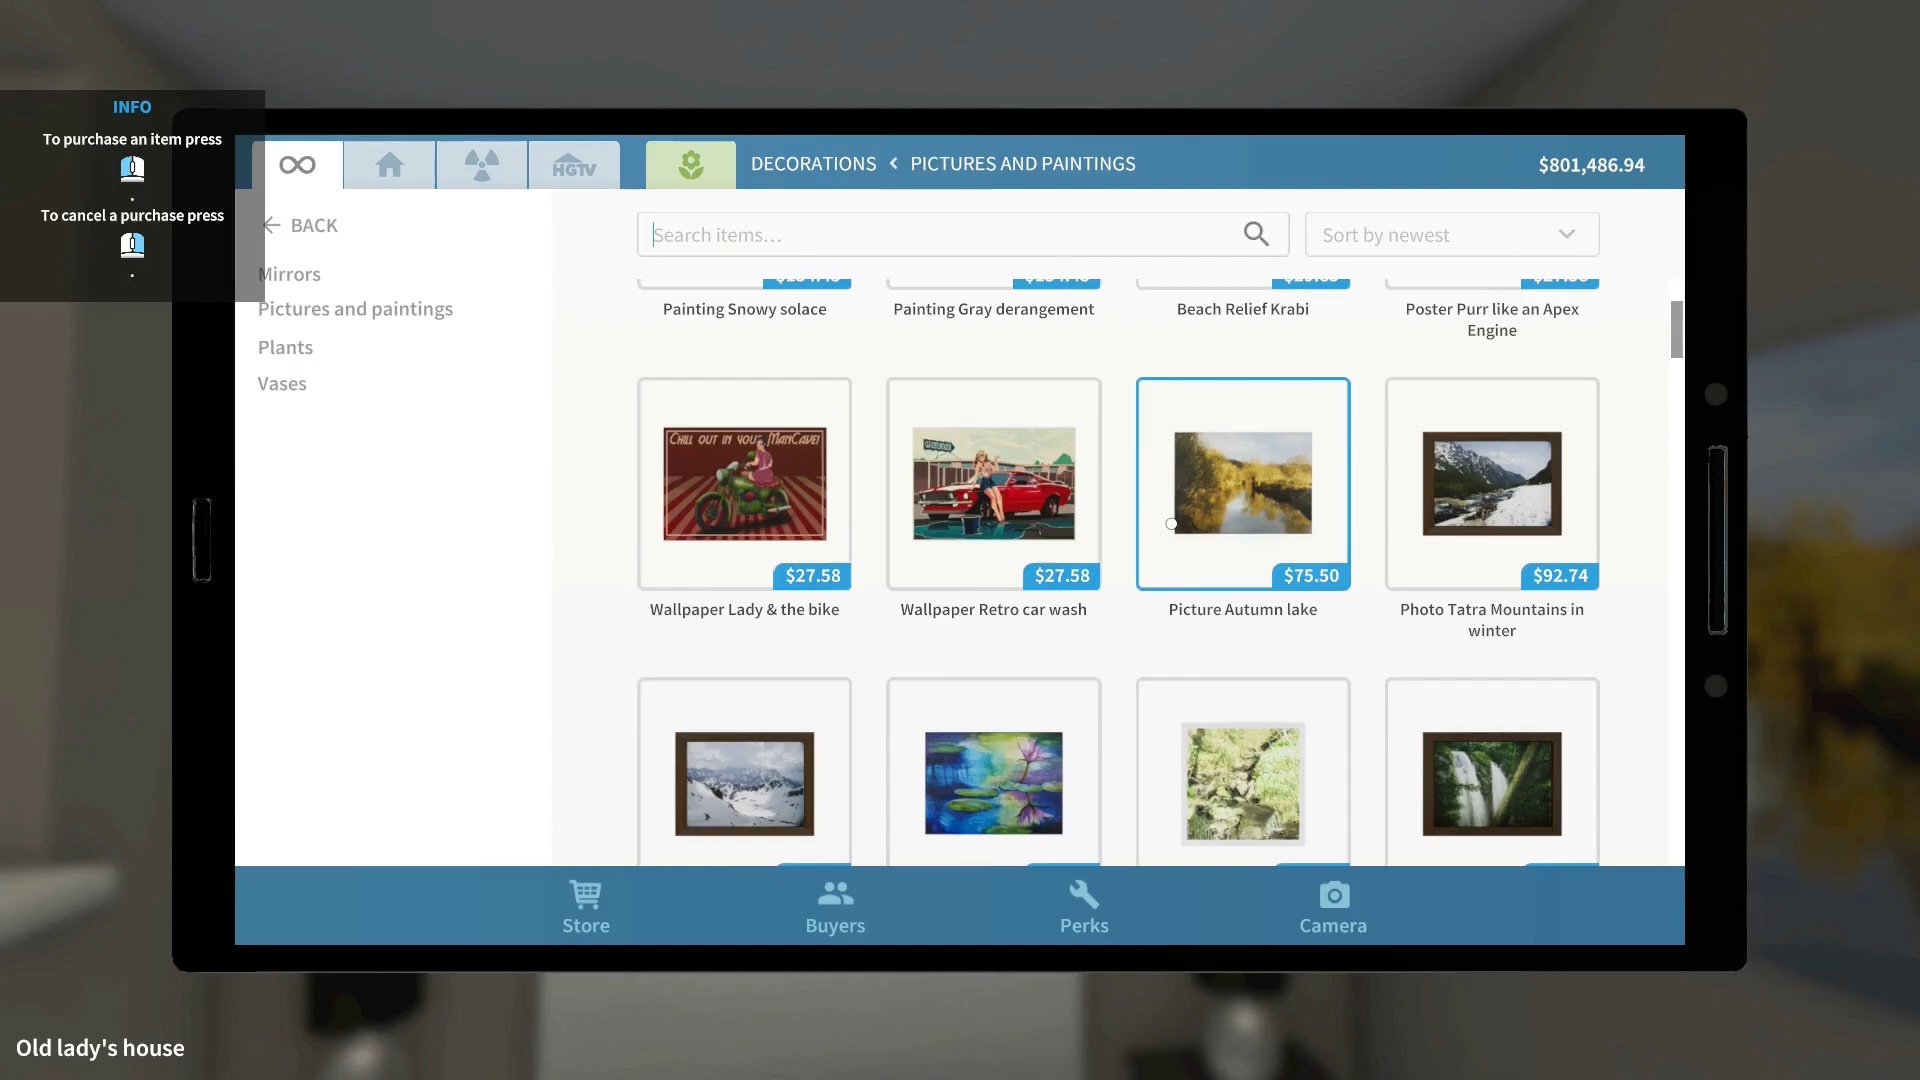 INFO
To purchase an item press
.
To cancel a purchase press
.
HGTV
DECORATIONS < PICTURES AND PAINTINGS
$801,486.94
BACK
Mirrors
Pictures and paintings
Plants
Vases
Search items...
Sort by newest
Painting Snowy solace
Painting Gray derangement
Beach Relief Krabi
Poster Purr like an Apex
Engine
CHILL OUT IN YOUR MANCAVE!
$27.58
$27.58
$75.50
$92.74
Wallpaper Lady & the bike
Wallpaper Retro car wash
Picture Autumn lake
Photo Tatra Mountains in
winter
Store
Buyers
Perks
Camera
Old lady's house